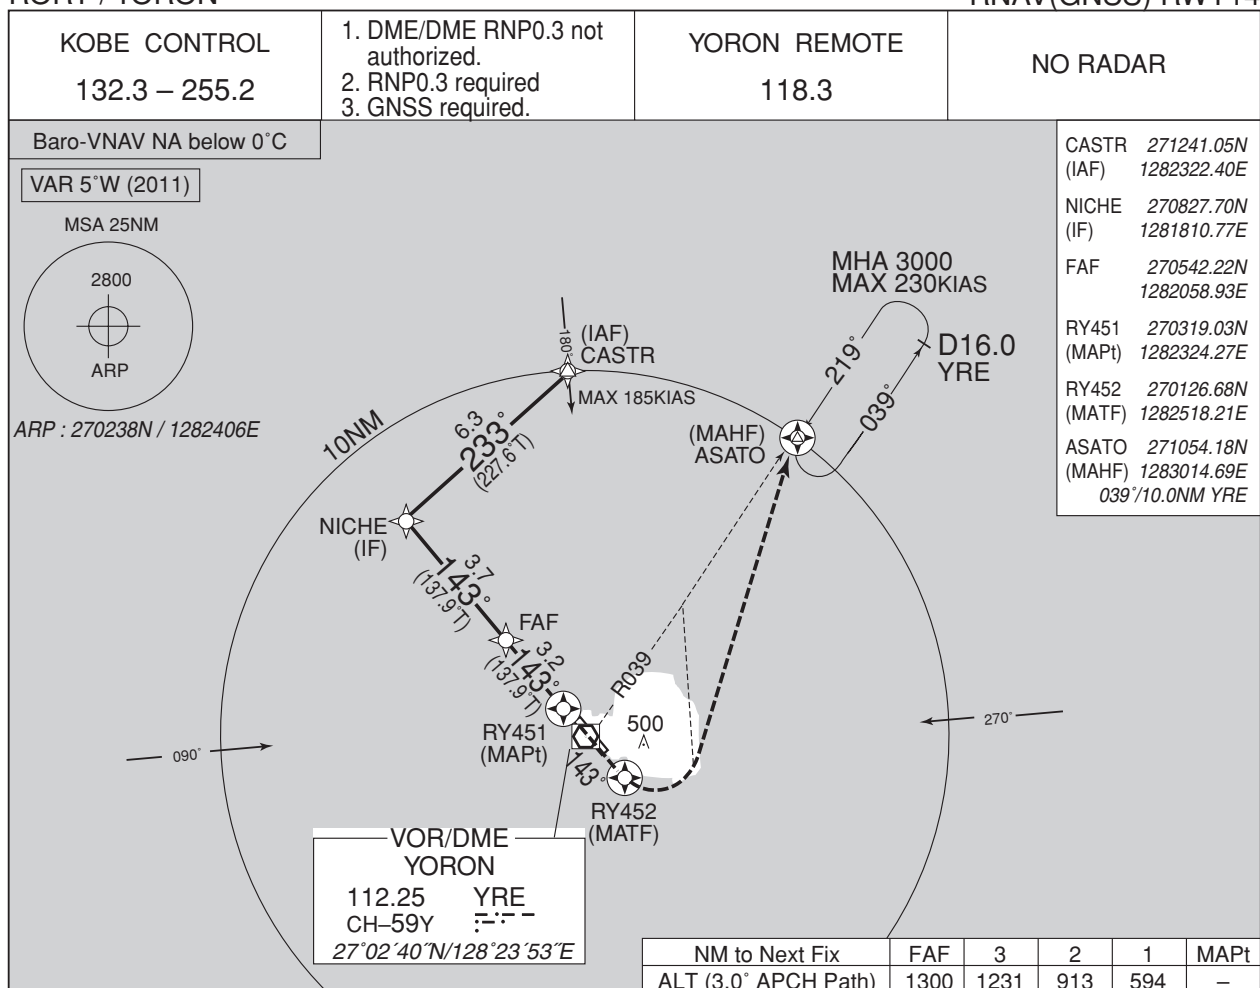 RORY / YORON
RNAV(GNSS) RWY14
KOBE CONTROL
132.3 – 255.2
1. DME/DME RNP0.3 not
authorized.
2. RNP0.3 required
3. GNSS required.
YORON REMOTE
118.3
NO RADAR
Baro-VNAV NA below 0°C
VAR 5°W (2011)
MSA 25NM
2800
ARP
ARP : 270238N / 1282406E
CASTR 271241.05N
(IAF) 1282322.40E
NICHE 270827.70N
(IF) 1281810.77E
FAF 270542.22N
1282058.93E
RY451 270319.03N
(MAPt) 1282324.27E
RY452 270126.68N
(MATF) 1282518.21E
ASATO 271054.18N
(MAHF) 1283014.69E
039°/10.0NM YRE
MHA 3000
MAX 230KIAS
219°
039°
D16.0
YRE
180°
(IAF)
CASTR
MAX 185KIAS
10NM
6.3
233°
(227.6°T)
(MAHF)
ASATO
NICHE
(IF)
3.7
143°
(137.9°T)
FAF
3.2
143°
(137.9°T)
R039
500
RY451
(MAPt)
143°
RY452
(MATF)
090°
270°
VOR/DME
YORON
112.25 YRE
CH–59Y
27°02′40″N/128°23′53″E
NM to Next Fix FAF 3 2 1 MAPt
ALT (3.0° APCH Path) 1300 1231 913 594 –